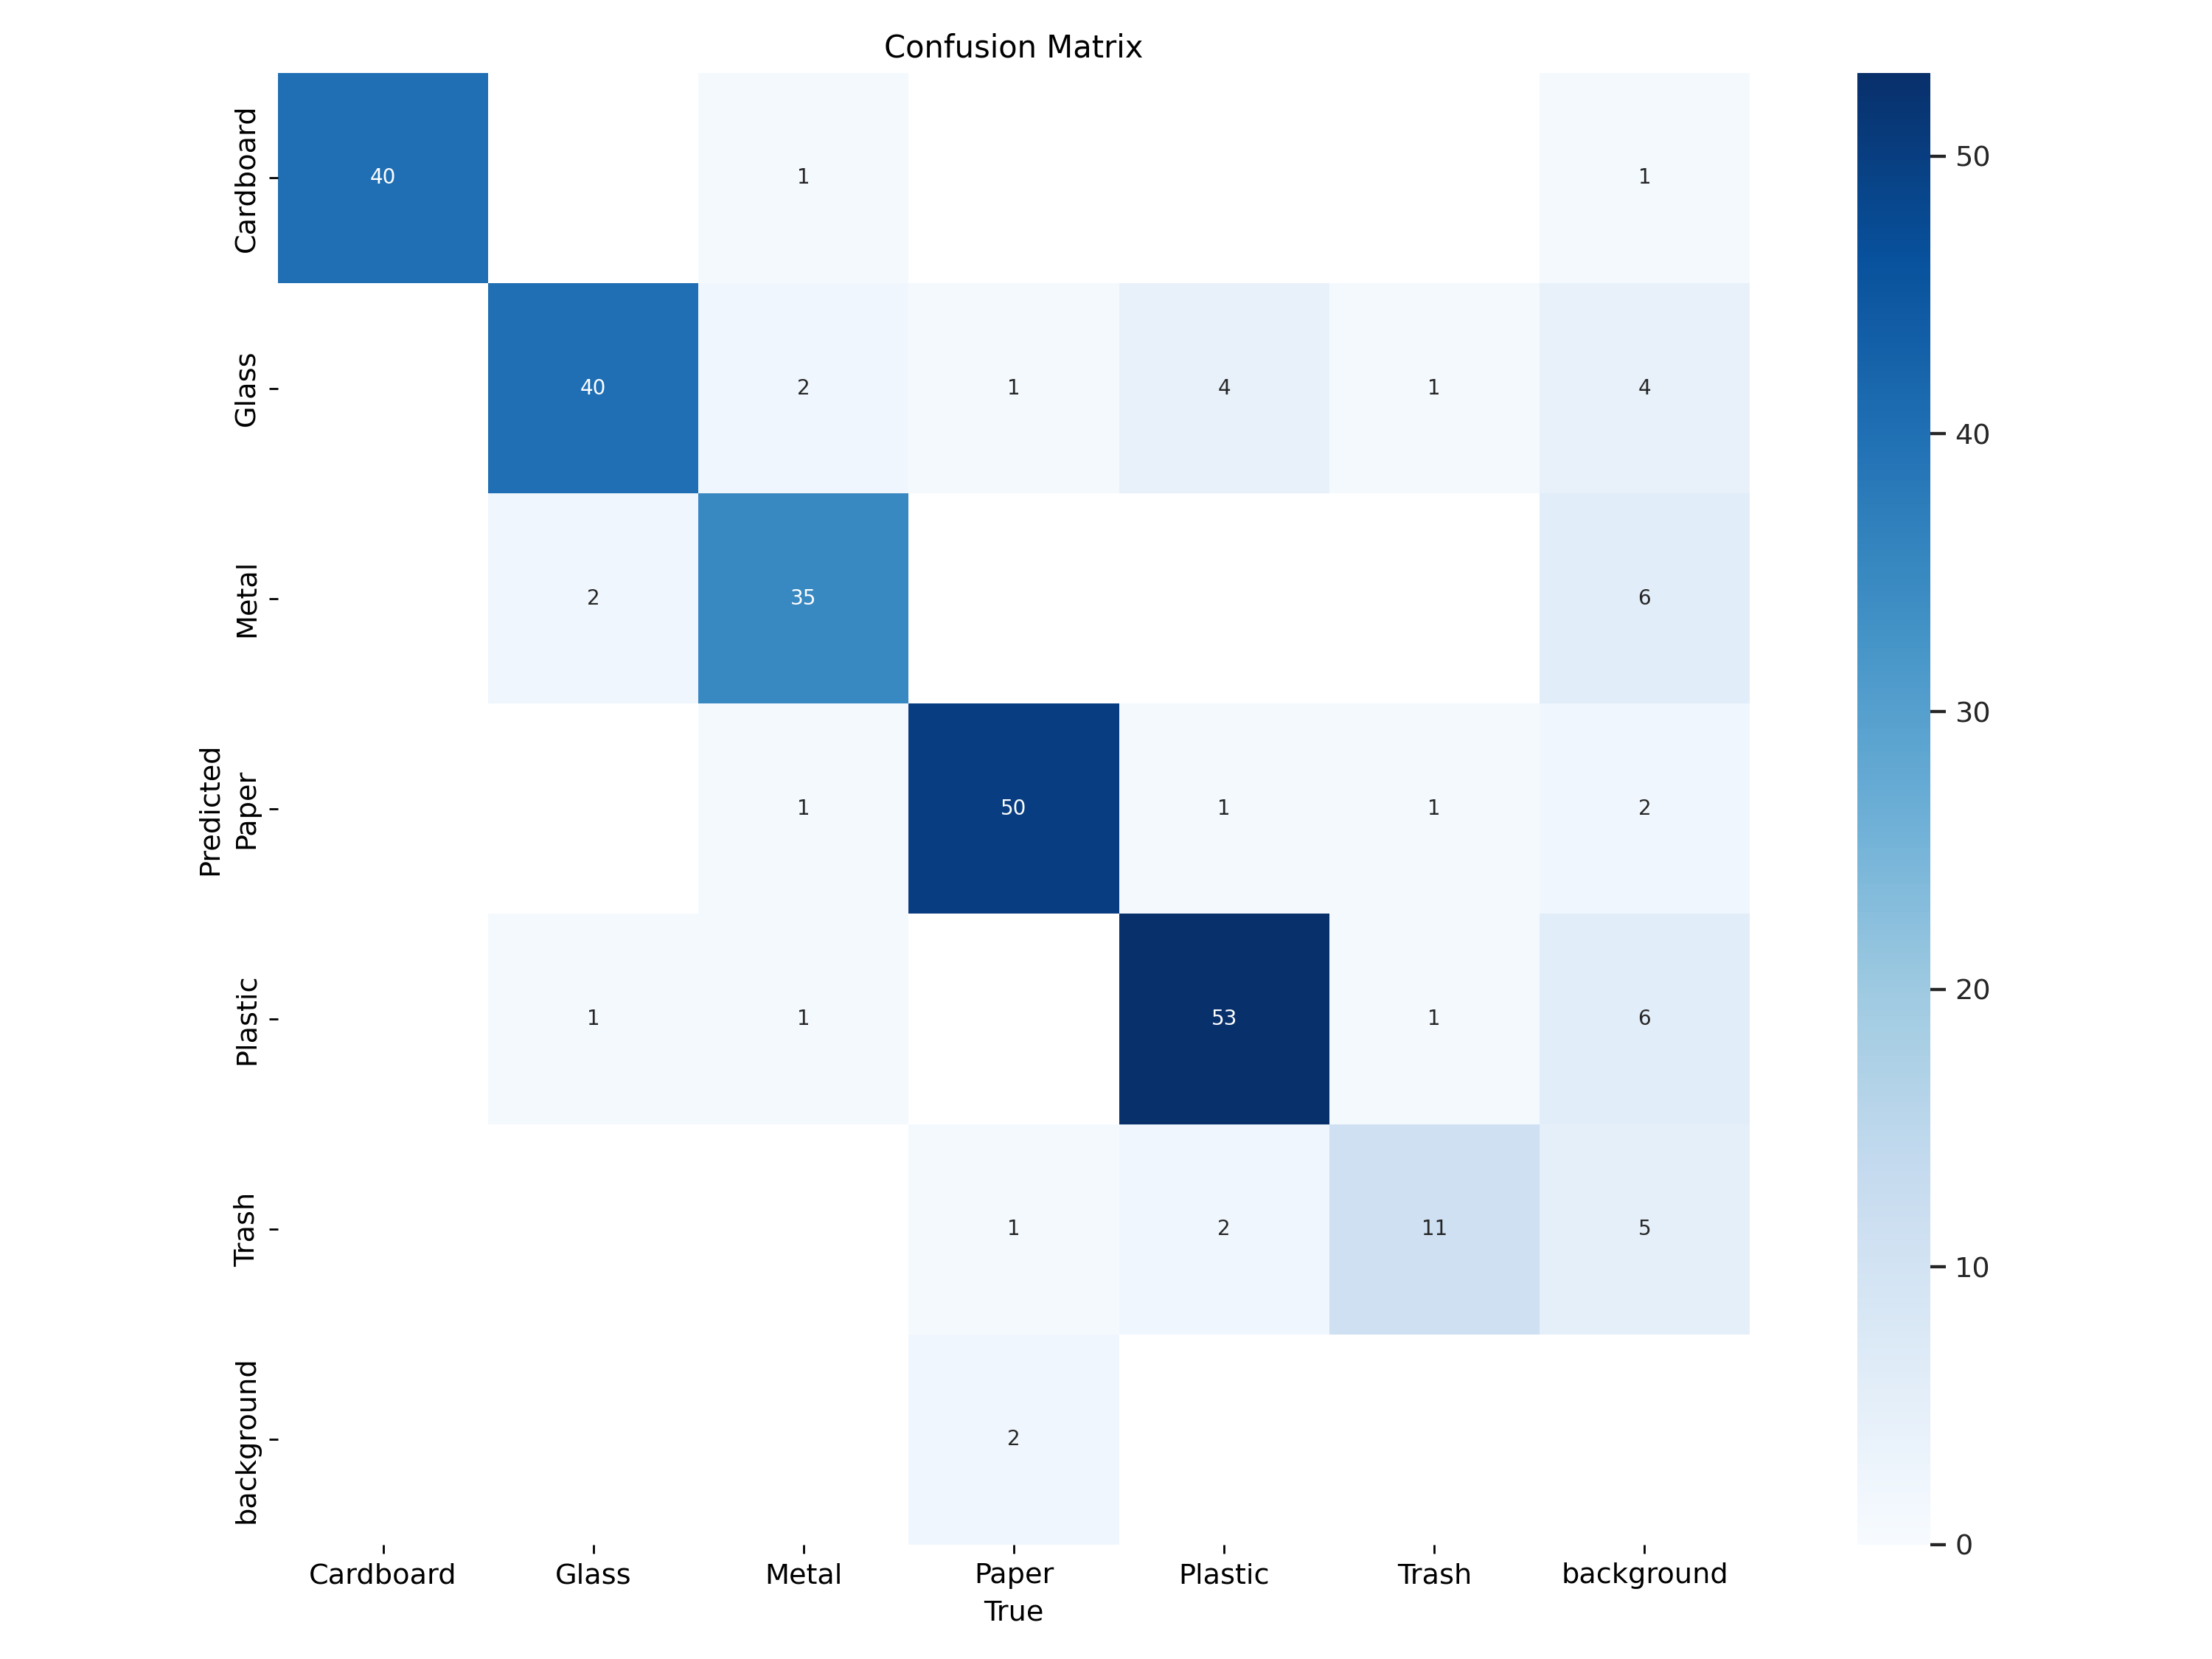 Confusion Matrix
Cardboard
40 1 1
Glass
40 2 1 4 1 4
Metal
2 35 6
Predicted
Paper
1 50 1 1 2
Plastic
1 1 53 1 6
Trash
1 2 11 5
background
2
Cardboard Glass Metal Paper Plastic Trash background
True
50
40
30
20
10
0